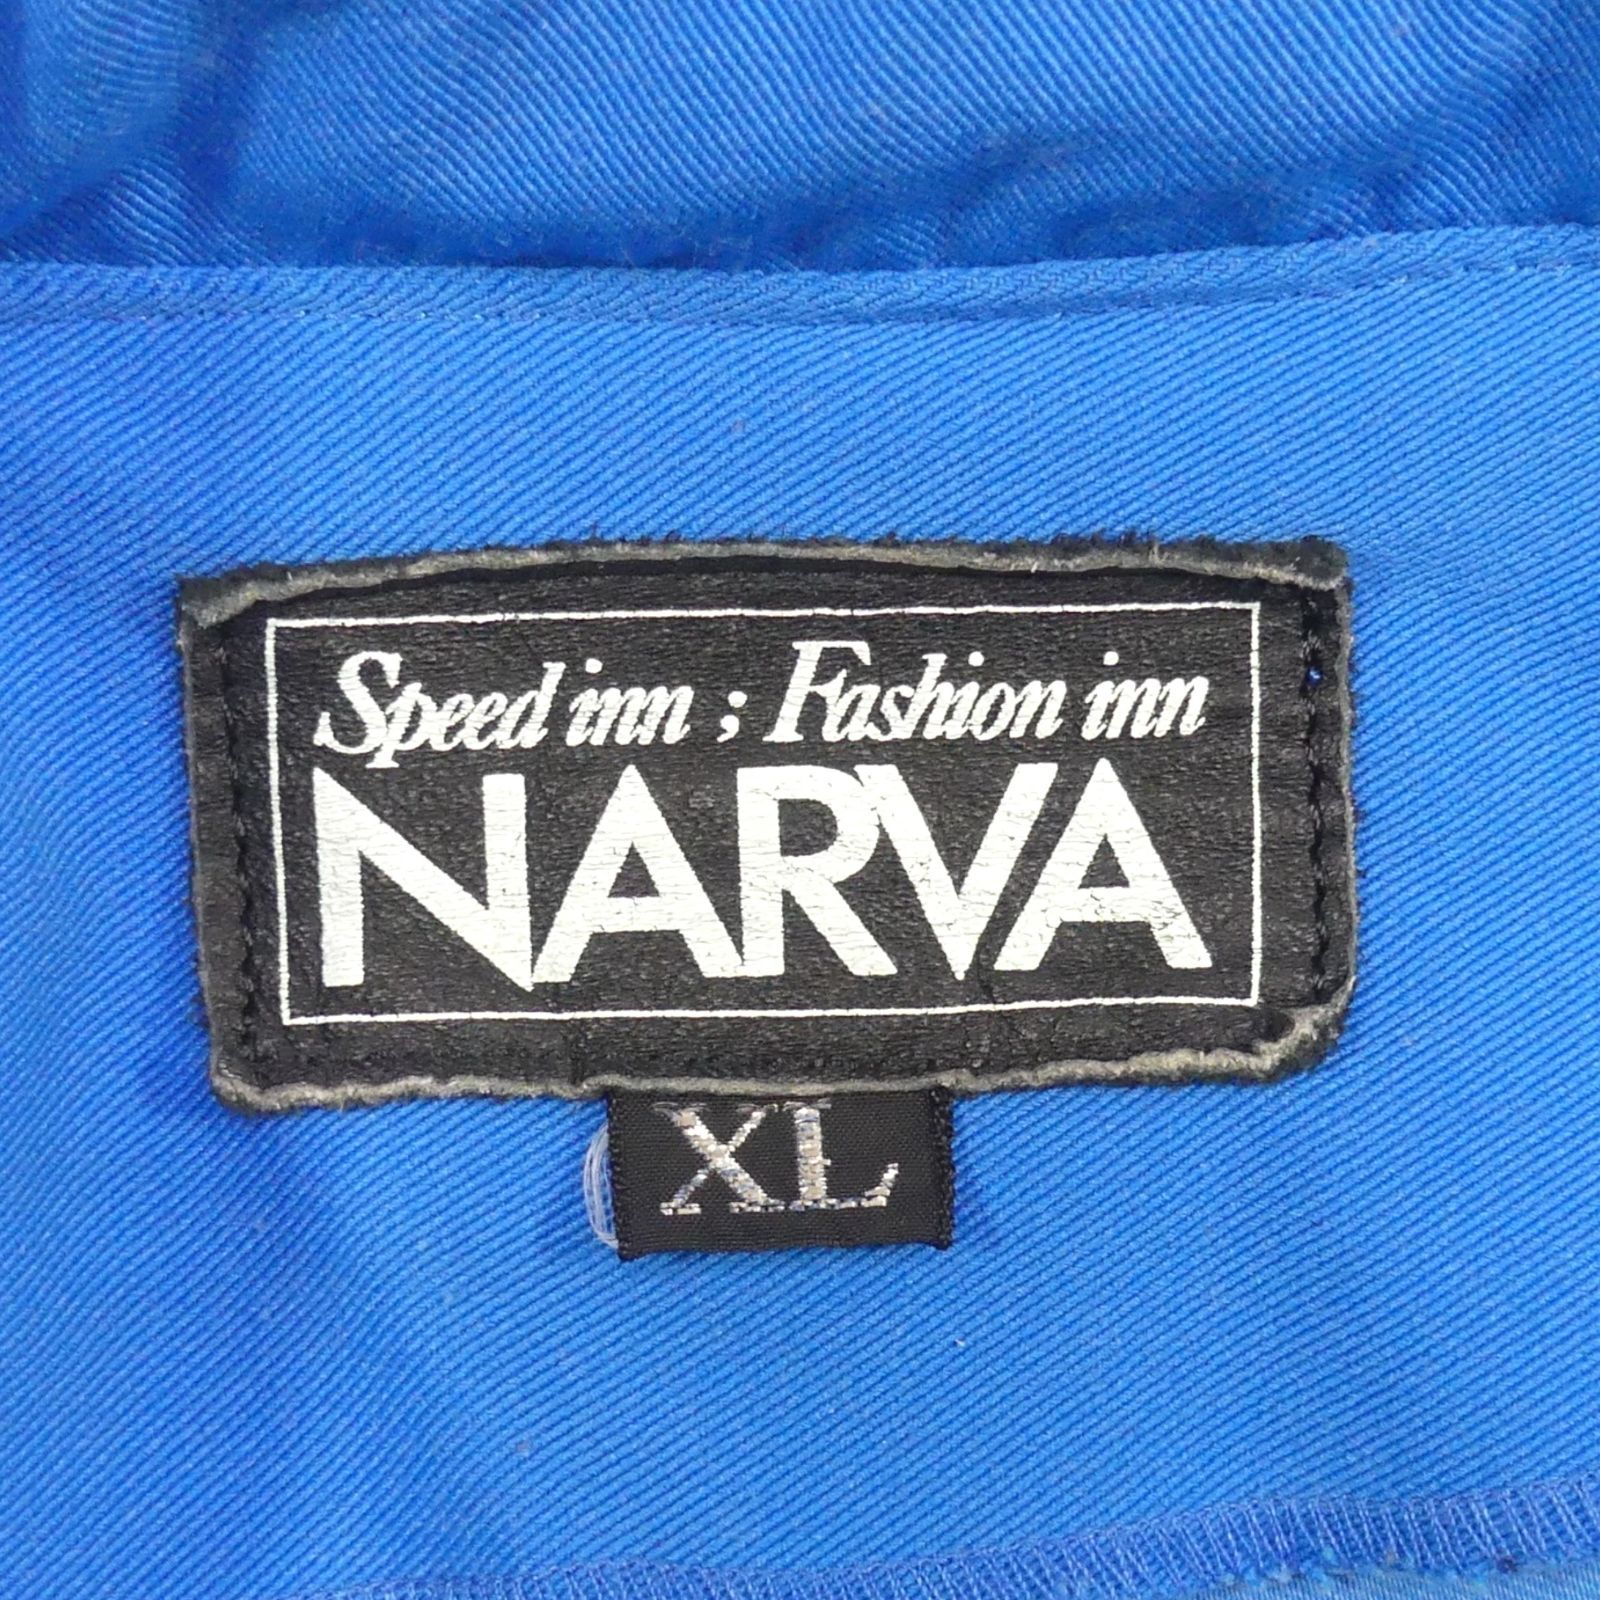 Speed inn ; Fashion inn
NARVA
XL